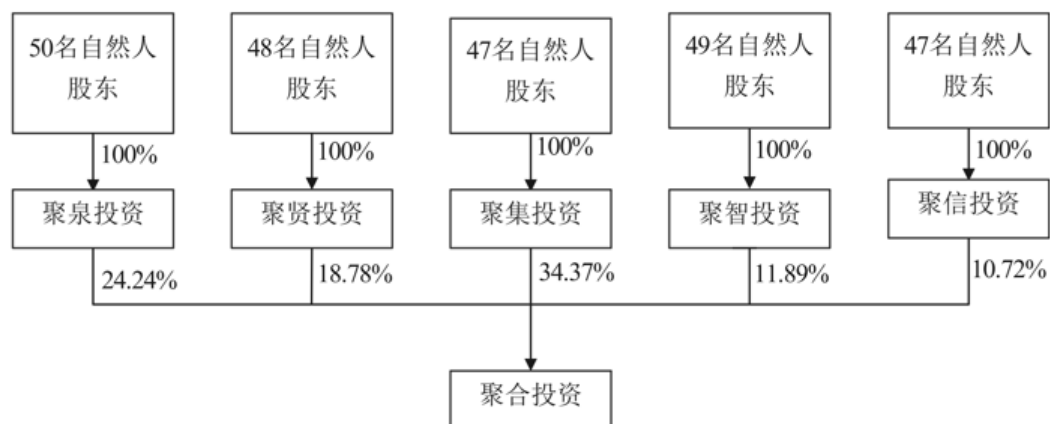 50名自然人
股东
48名自然人
股东
47名自然人
股东
49名自然人
股东
47名自然人
股东
100%
100%
100%
100%
100%
聚泉投资
聚贤投资
聚集投资
聚智投资
聚信投资
24.24%
18.78%
34.37%
11.89%
10.72%
聚合投资